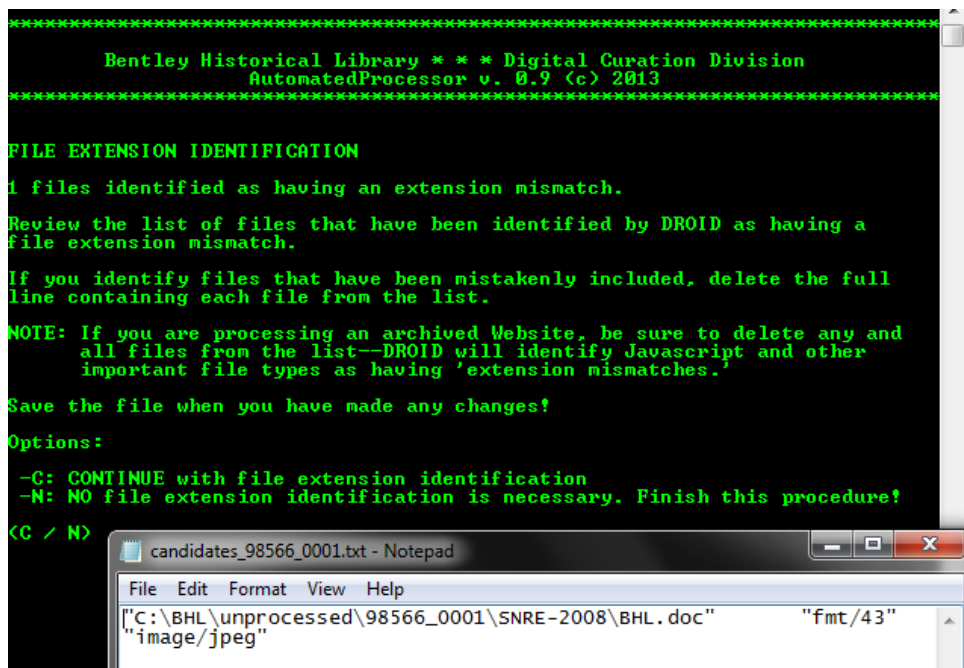 ************************************************************************
Bentley Historical Library * * * Digital Curation Division
AutomatedProcessor v. 0.9 (c) 2013
************************************************************************
FILE EXTENSION IDENTIFICATION
1 files identified as having an extension mismatch.
Review the list of files that have been identified by DROID as having a
file extension mismatch.
If you identify files that have been mistakenly included, delete the full
line containing each file from the list.
NOTE: If you are processing an archived Website, be sure to delete any and
all files from the list--DROID will identify Javascript and other
important file types as having 'extension mismatches.'
Save the file when you have made any changes!
Options:
-C: CONTINUE with file extension identification
-N: NO file extension identification is necessary. Finish this procedure!
(C / N)
candidates_98566_0001.txt - Notepad
File Edit Format View Help
"C:\BHL\unprocessed\98566_0001\SNRE-2008\BHL.doc" "fmt/43"
"image/jpeg"